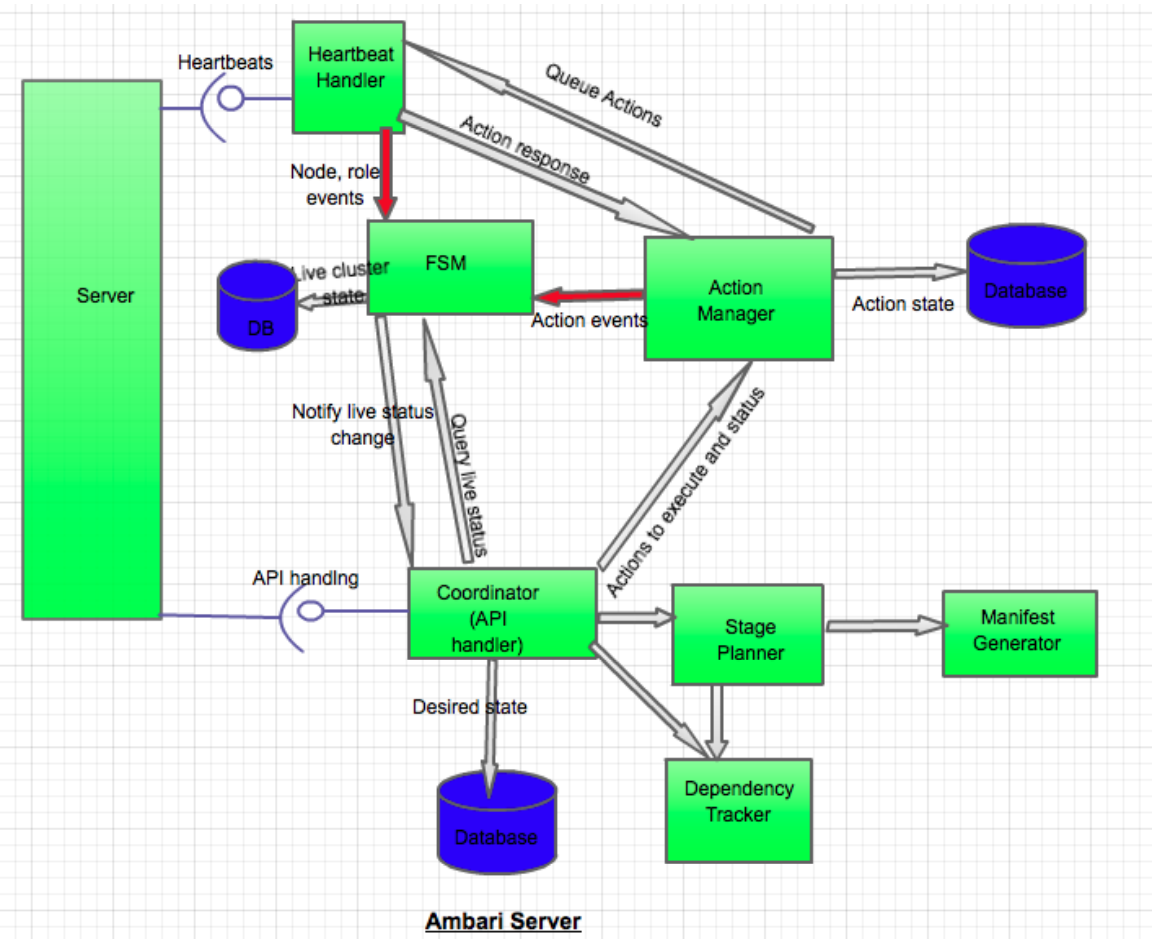 Heartbeats
Heartbeat
Handler
Queue Actions
Action response
Node, role
events
Server
Live cluster
state
DB
FSM
Action events
Action
Manager
Action state
Database
Notify live status
change
Query live status
Actions to execute and status
API handlng
Coordinator
(API
handler)
Stage
Planner
Manifest
Generator
Desired state
Dependency
Tracker
Database
Ambari Server